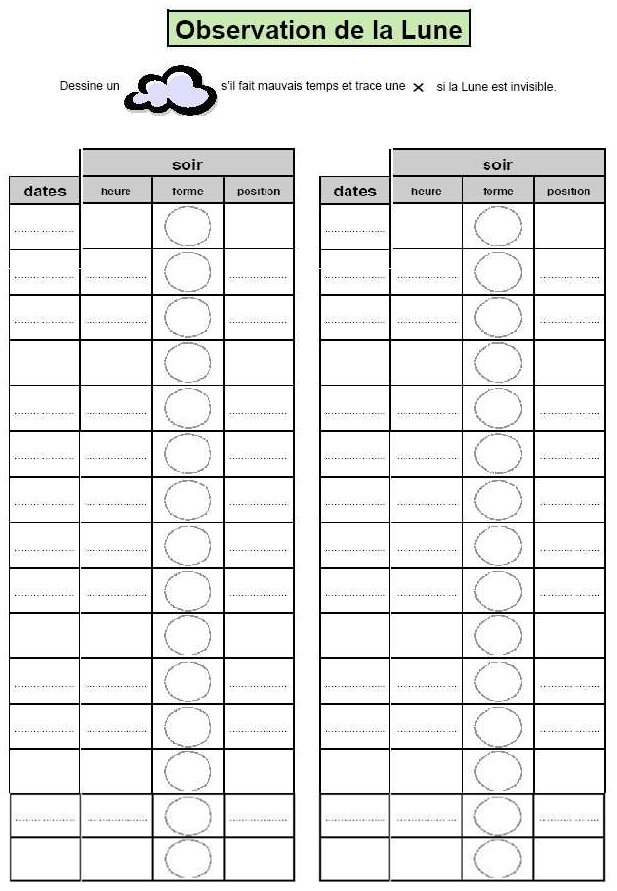 Observation de la Lune
Dessine un s'il fait mauvais temps et trace une × si la Lune est invisible.
soir soir
dates heure forme position dates heure forme position